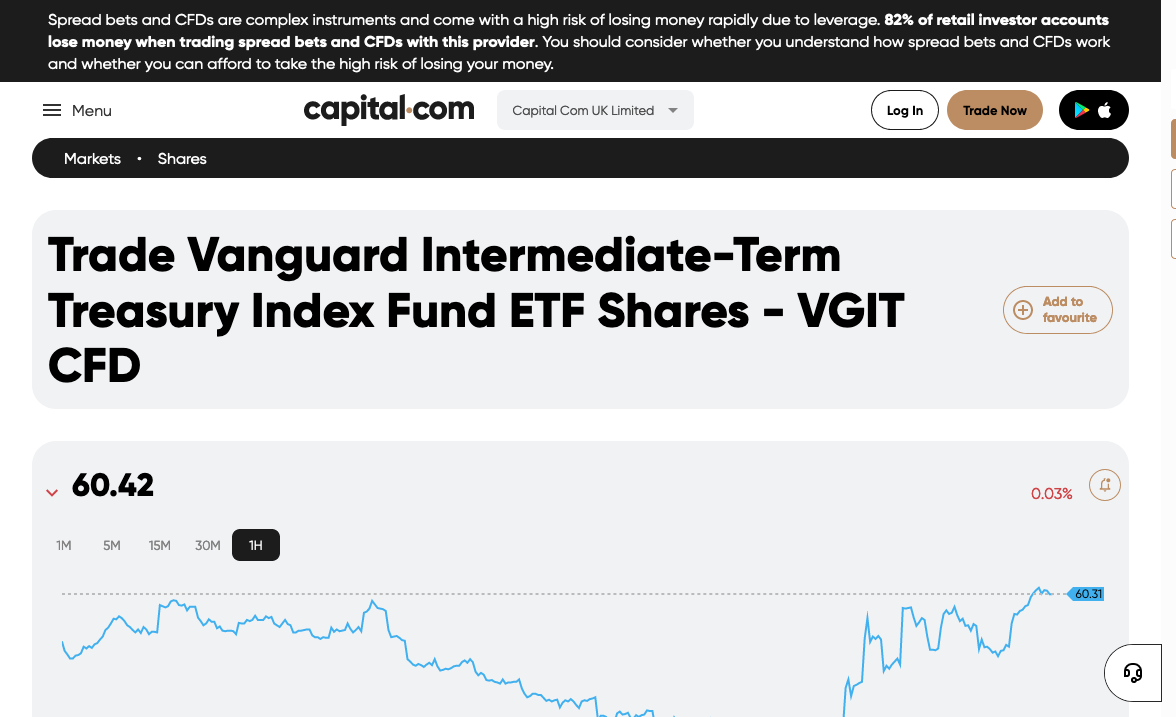 Spread bets and CFDs are complex instruments and come with a high risk of losing money rapidly due to leverage. 82% of retail investor accounts
lose money when trading spread bets and CFDs with this provider. You should consider whether you understand how spread bets and CFDs work
and whether you can afford to take the high risk of losing your money.
Menu
capital.com
Capital Com UK Limited
Log In
Trade Now
Markets • Shares
Trade Vanguard Intermediate-Term
Treasury Index Fund ETF Shares - VGIT
CFD
Add to
favourite
60.42
0.03%
1M 5M 15M 30M 1H
60.31